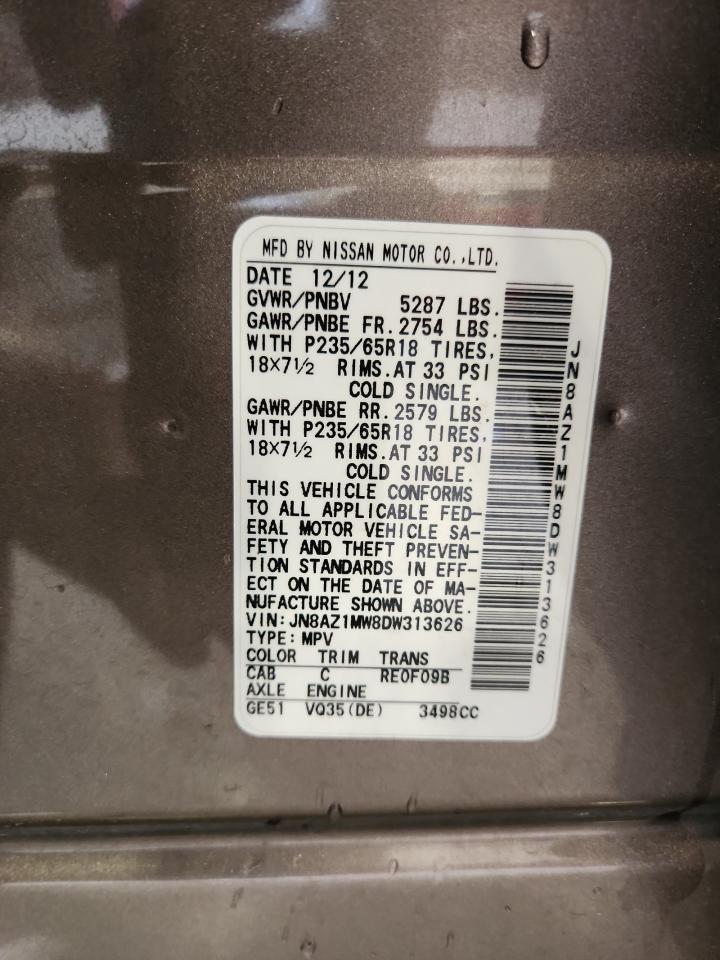 MFD BY NISSAN MOTOR CO.,LTD.
DATE 12/12
GVWR/PNBV 5287 LBS.
GAWR/PNBE FR. 2754 LBS.
WITH P235/65R18 TIRES,
18×7½ RIMS.AT 33 PSI
COLD SINGLE.
GAWR/PNBE RR. 2579 LBS.
WITH P235/65R18 TIRES,
18×7½ RIMS.AT 33 PSI
COLD SINGLE.
THIS VEHICLE CONFORMS
TO ALL APPLICABLE FED-
ERAL MOTOR VEHICLE SA-
FETY AND THEFT PREVEN-
TION STANDARDS IN EFF-
ECT ON THE DATE OF MA-
NUFACTURE SHOWN ABOVE.
VIN: JN8AZ1MW8DW313626
TYPE: MPV
COLOR TRIM TRANS
CAB C RE0F09B
AXLE ENGINE
GE51 VQ35(DE) 3498CC
JN8AZ1MW8DW313626